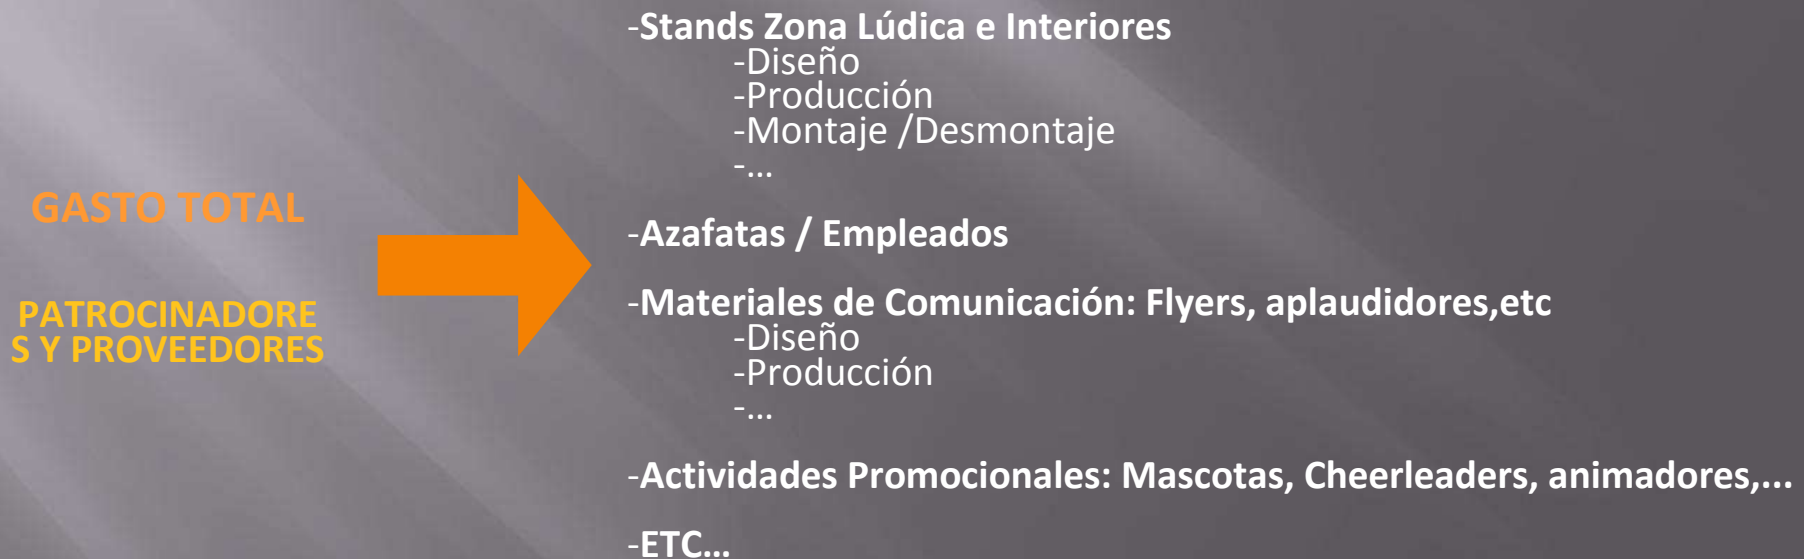 GASTO TOTAL
PATROCINADORE
S Y PROVEEDORES
-Stands Zona Lúdica e Interiores
-Diseño
-Producción
-Montaje /Desmontaje
-...
-Azafatas / Empleados
-Materiales de Comunicación: Flyers, aplaudidores,etc
-Diseño
-Producción
-...
-Actividades Promocionales: Mascotas, Cheerleaders, animadores,...
-ETC...